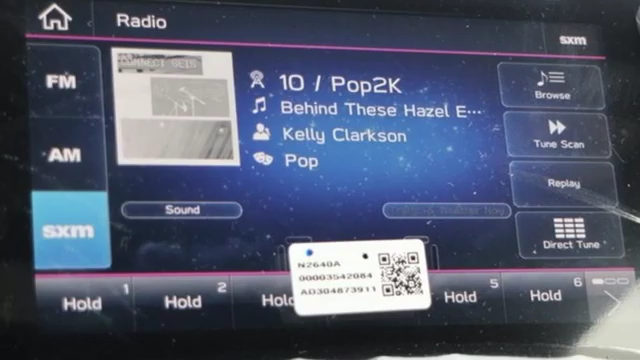 Radio
sxm
FM
AM
sxm
10 / Pop2K
Behind These Hazel E...
Kelly Clarkson
Pop
Browse
Tune Scan
Replay
Direct Tune
Sound
N2640A
00003542084
AD304873911
Hold 1
Hold 2
Hold 5
Hold 6